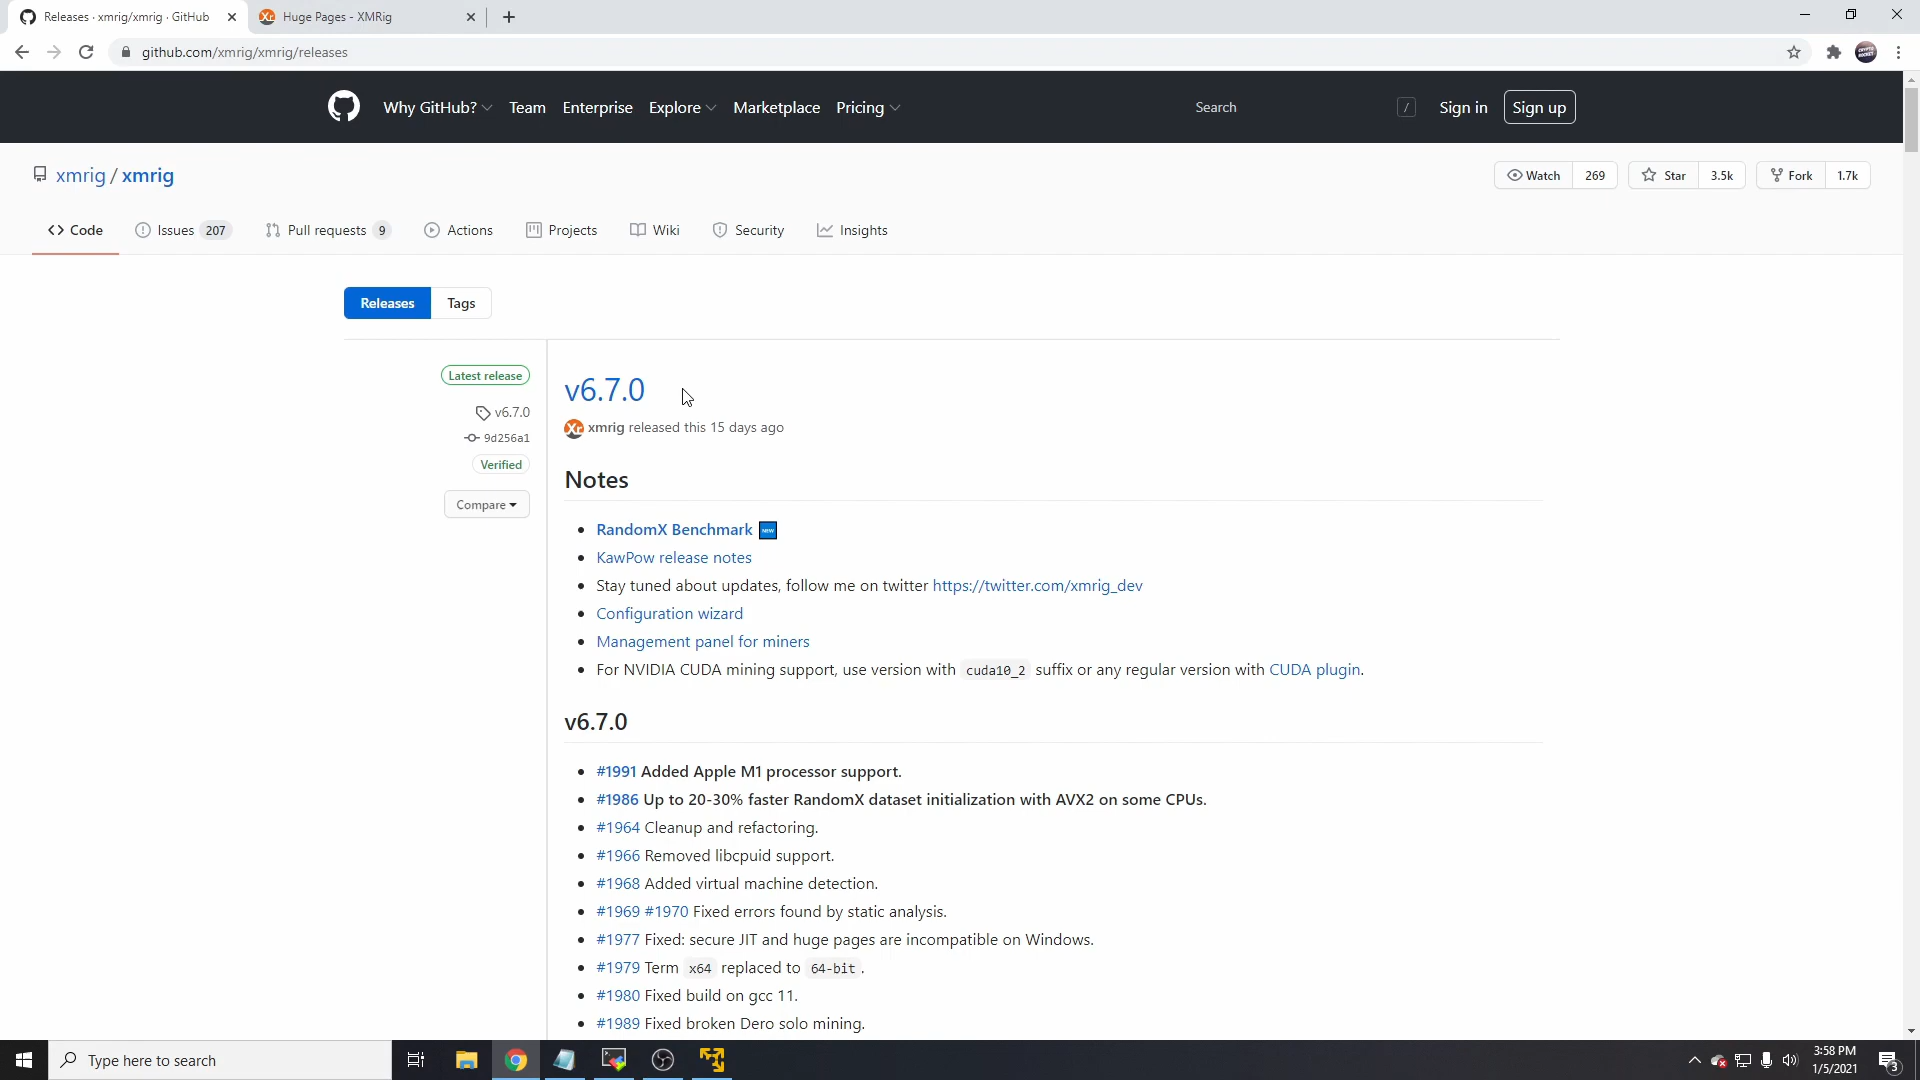 Releases · xmrig/xmrig · GitHub
Huge Pages - XMRig
github.com/xmrig/xmrig/releases
Why GitHub? Team Enterprise Explore Marketplace Pricing Search / Sign in Sign up
xmrig / xmrig
Watch 269 Star 3.5k Fork 1.7k
Code Issues 207 Pull requests 9 Actions Projects Wiki Security Insights
Releases Tags
Latest release
v6.7.0
9d256a1
Verified
Compare
v6.7.0
xmrig released this 15 days ago
Notes
RandomX Benchmark NEW
KawPow release notes
Stay tuned about updates, follow me on twitter https://twitter.com/xmrig_dev
Configuration wizard
Management panel for miners
For NVIDIA CUDA mining support, use version with cuda10_2 suffix or any regular version with CUDA plugin.
v6.7.0
#1991 Added Apple M1 processor support.
#1986 Up to 20-30% faster RandomX dataset initialization with AVX2 on some CPUs.
#1964 Cleanup and refactoring.
#1966 Removed libcpuid support.
#1968 Added virtual machine detection.
#1969 #1970 Fixed errors found by static analysis.
#1977 Fixed: secure JIT and huge pages are incompatible on Windows.
#1979 Term x64 replaced to 64-bit.
#1980 Fixed build on gcc 11.
#1989 Fixed broken Dero solo mining.
Type here to search
3:58 PM
1/5/2021
3